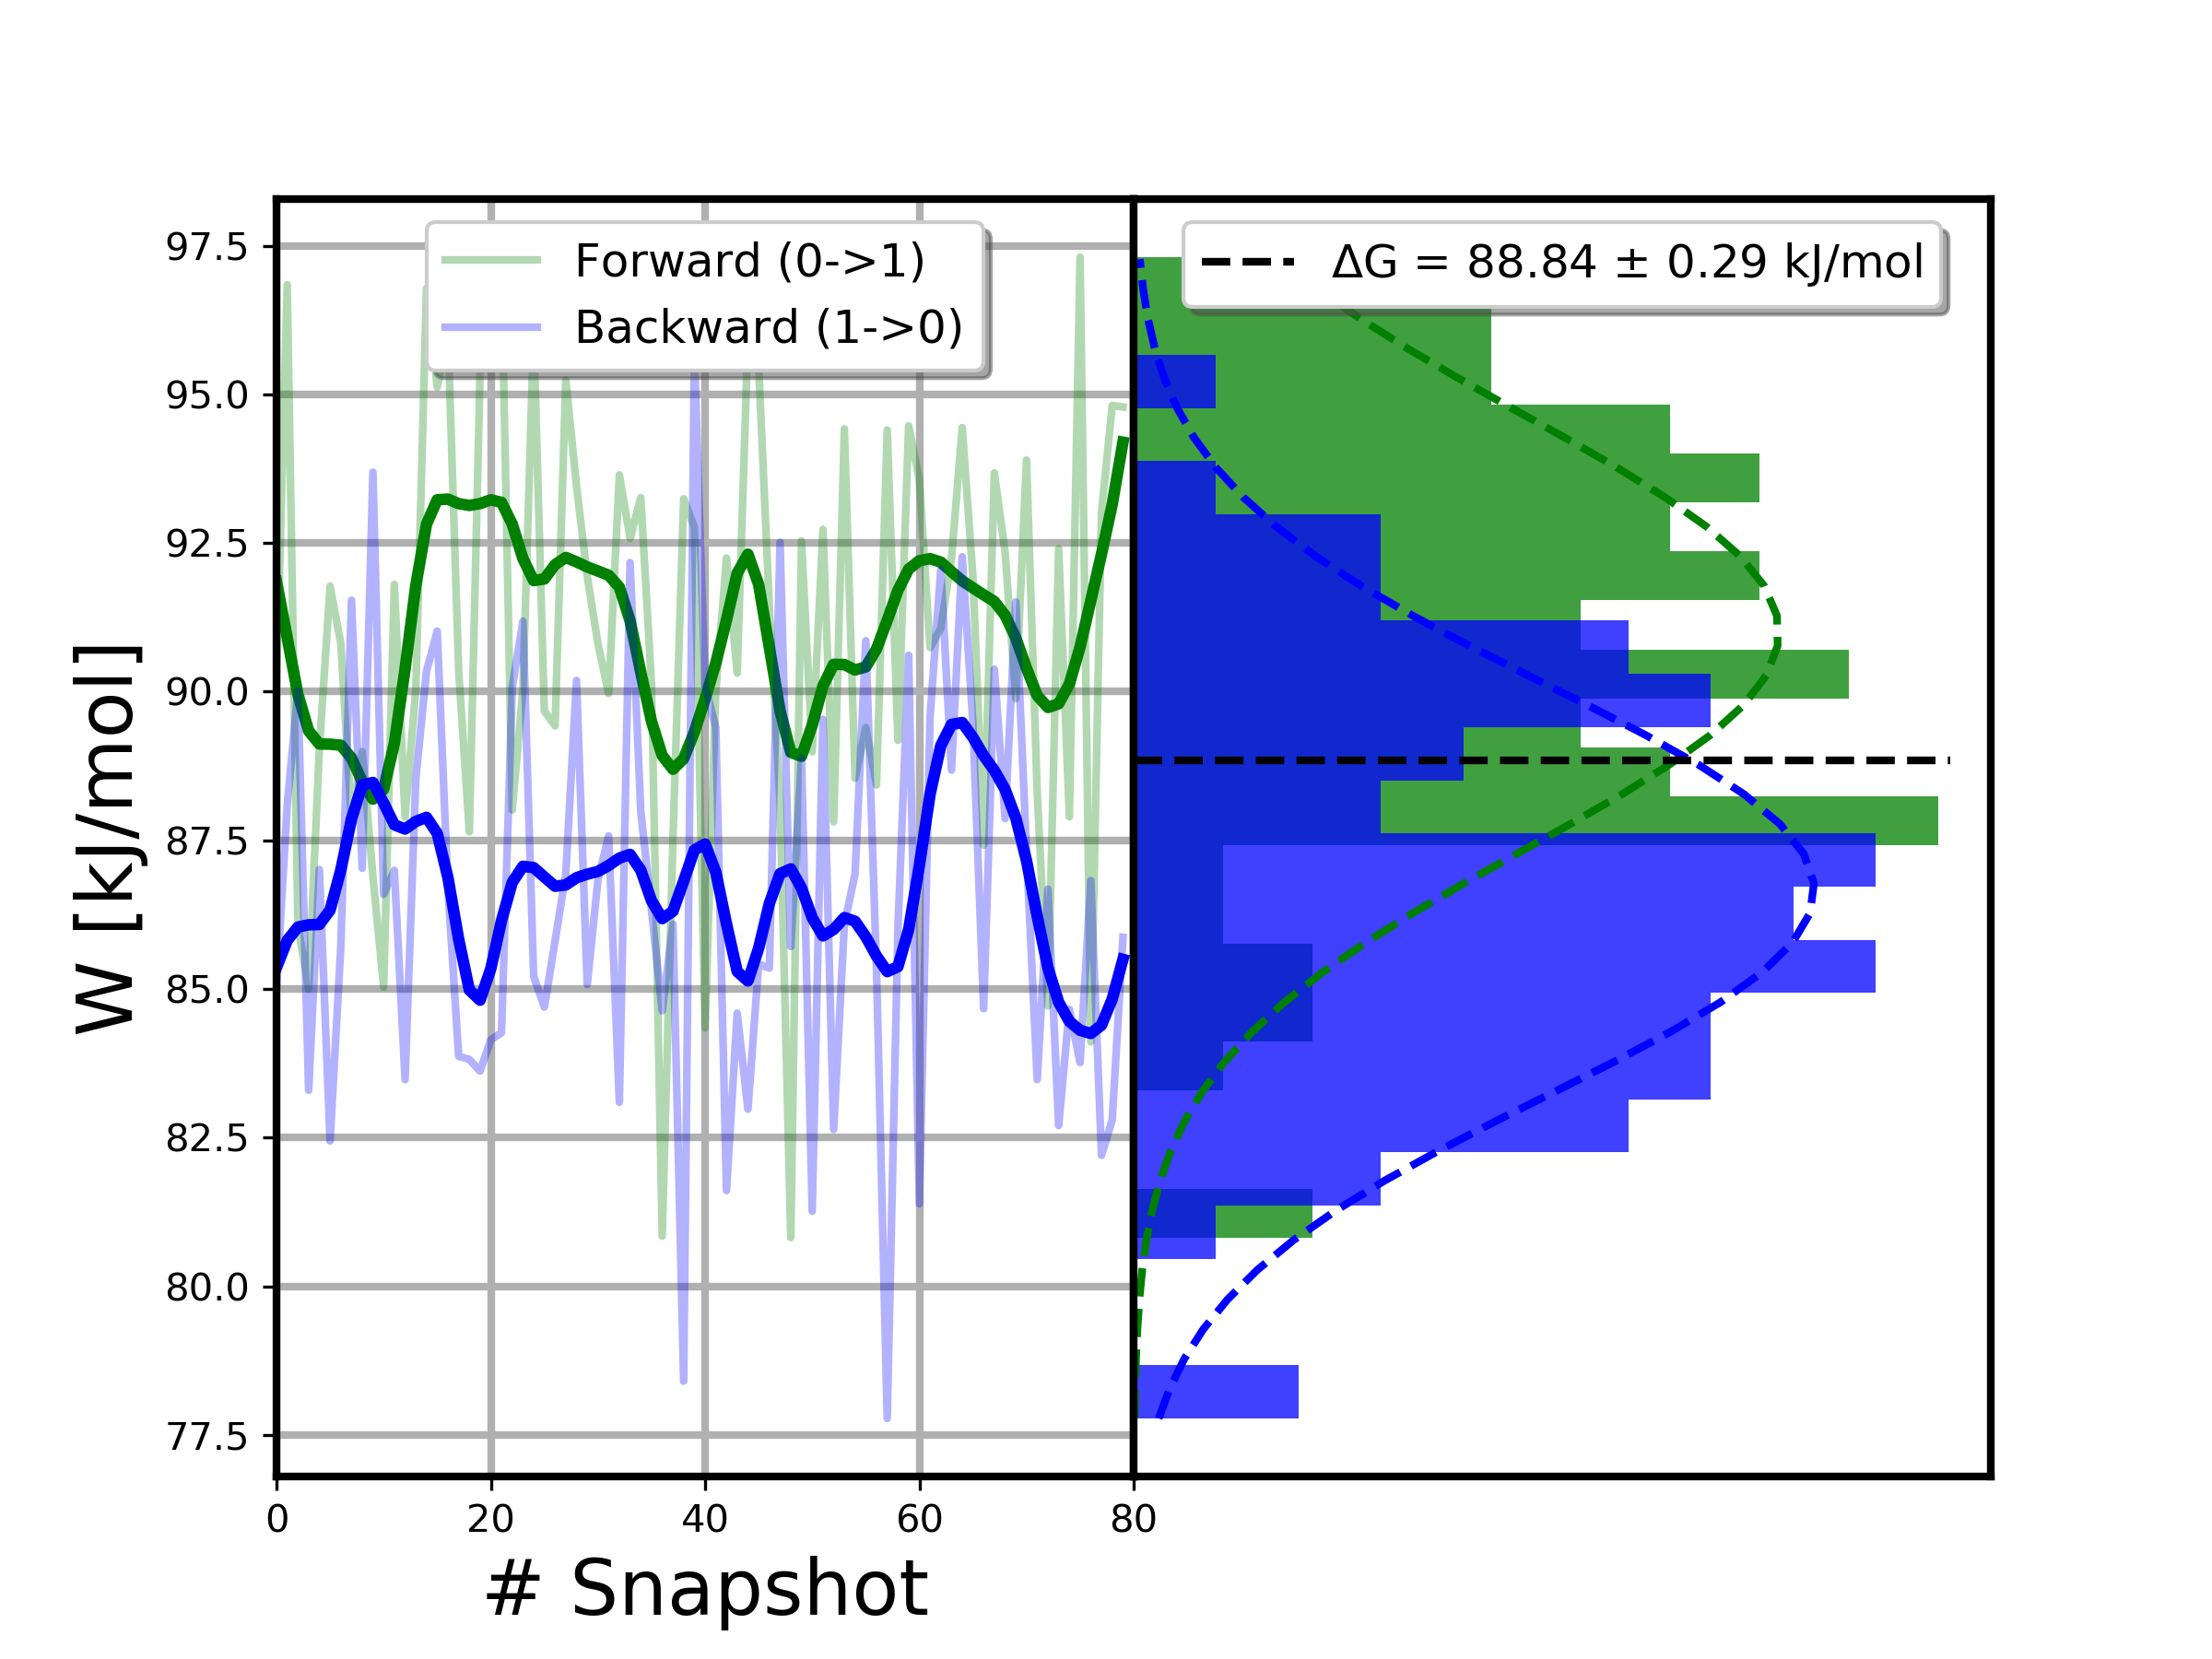 Forward (0->1)
Backward (1->0)
ΔG = 88.84 ± 0.29 kJ/mol
W [kJ/mol]
97.5
95.0
92.5
90.0
87.5
85.0
82.5
80.0
77.5
0 20 40 60 80
# Snapshot